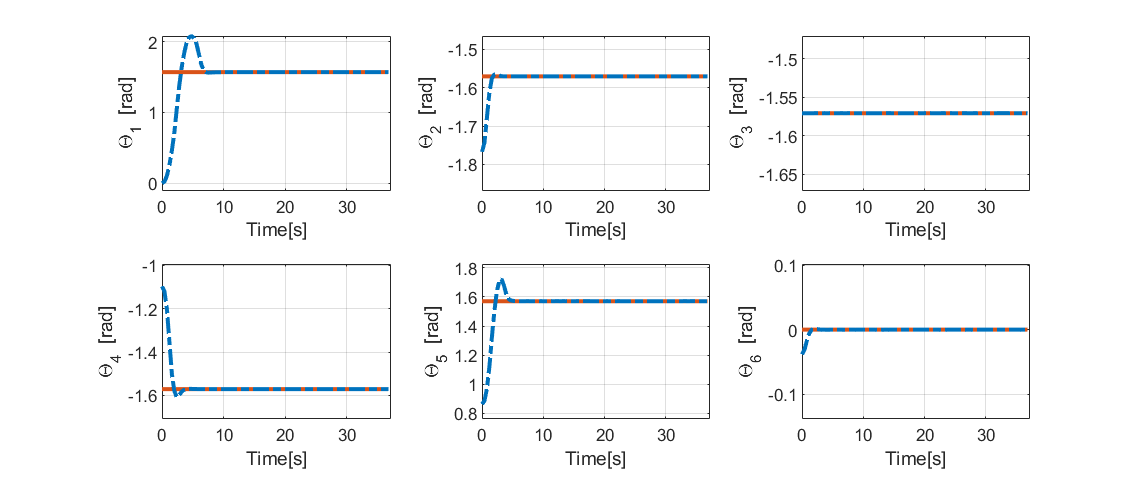 2
1
0
Θ1 [rad]
0 10 20 30
Time[s]
-1.5
-1.6
-1.7
-1.8
Θ2 [rad]
0 10 20 30
Time[s]
-1.5
-1.55
-1.6
-1.65
Θ3 [rad]
0 10 20 30
Time[s]
-1
-1.2
-1.4
-1.6
Θ4 [rad]
0 10 20 30
Time[s]
1.8
1.6
1.4
1.2
1
0.8
Θ5 [rad]
0 10 20 30
Time[s]
0.1
0
-0.1
Θ6 [rad]
0 10 20 30
Time[s]